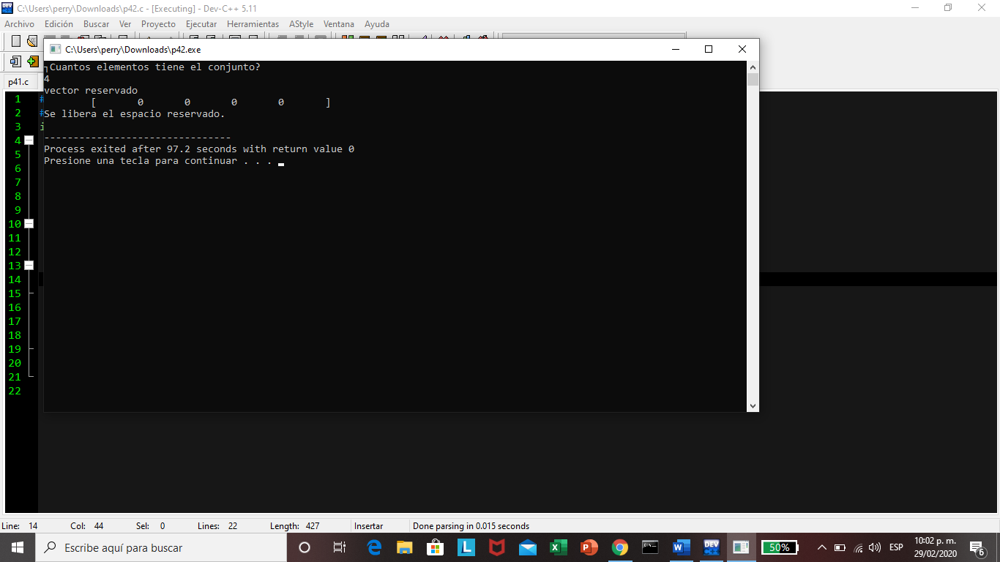 C:\Users\perry\Downloads\p42.c - [Executing] - Dev-C++ 5.11
Archivo Edición Buscar Ver Proyecto Ejecutar Herramientas AStyle Ventana Ayuda
C:\Users\perry\Downloads\p42.exe
p41.c
┐Cuantos elementos tiene el conjunto?
4
vector reservado
[ 0 0 0 0 ]
Se libera el espacio reservado.
--------------------------------
Process exited after 97.2 seconds with return value 0
Presione una tecla para continuar . . .
1 #
2 #
3 i
4
5
6
7
8
9
10
11
12
13
14
15
16
17
18
19
20
21
22
Line: 14 Col: 44 Sel: 0 Lines: 22 Length: 427 Insertar Done parsing in 0.015 seconds
Escribe aquí para buscar
50%
ESP
10:02 p. m.
29/02/2020
6